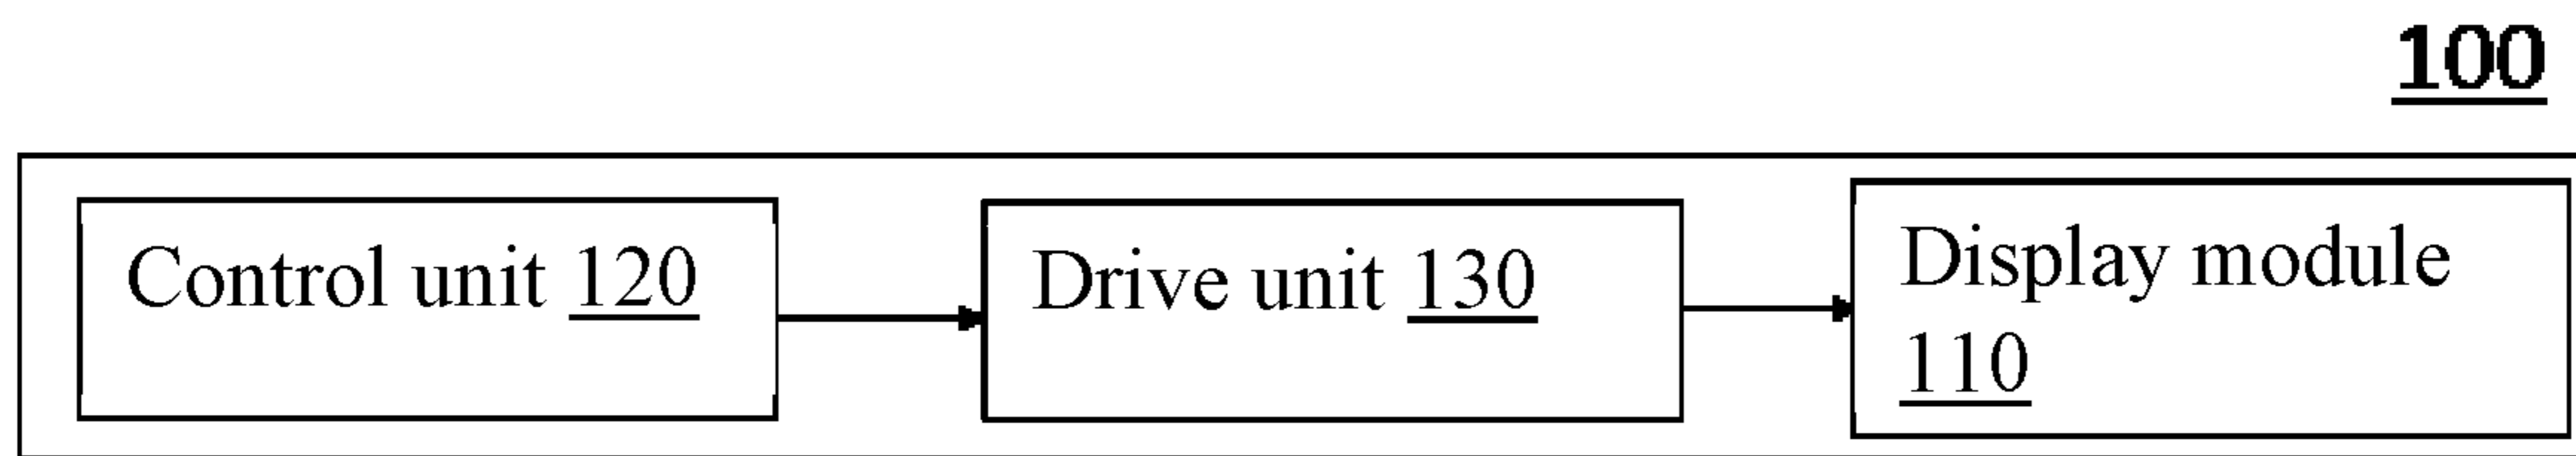 100
Control unit 120
Drive unit 130
Display module
110